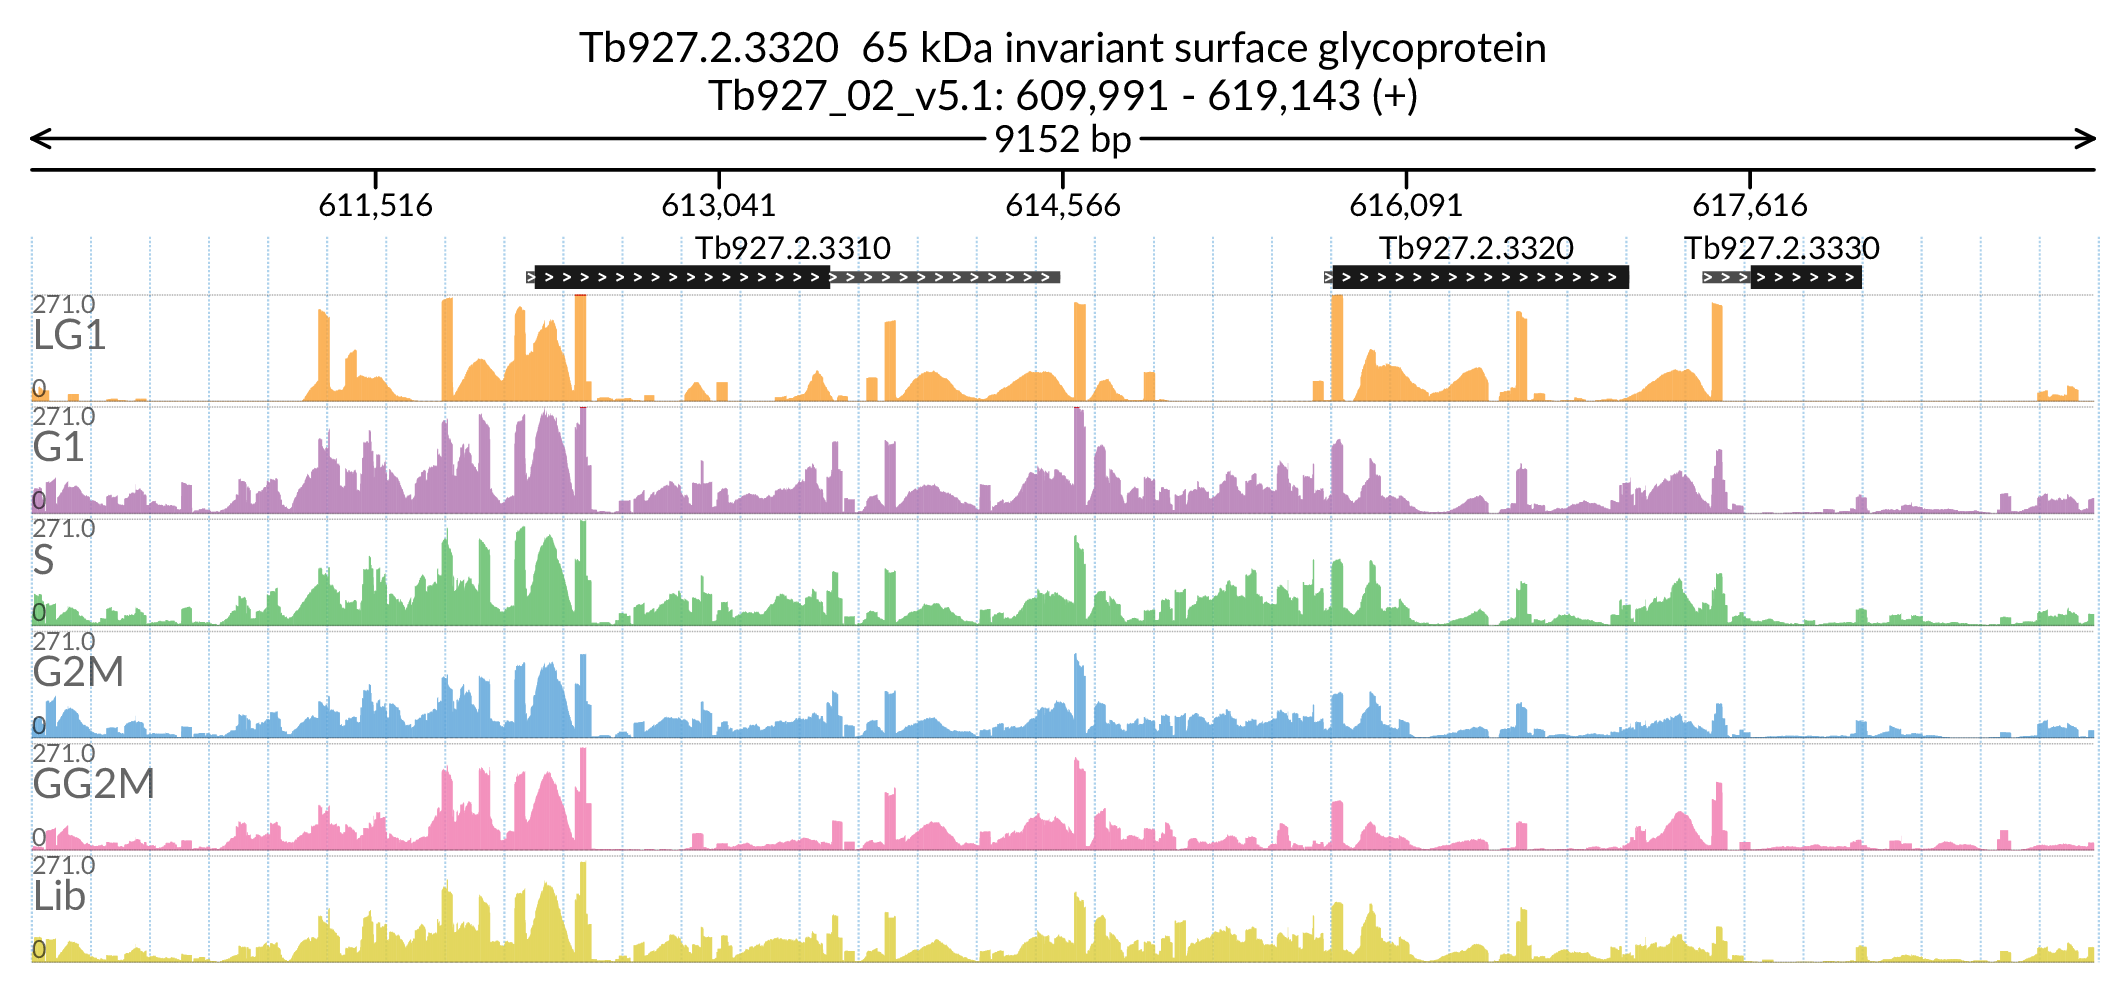 Tb927.2.3320  65 kDa invariant surface glycoprotein
Tb927_02_v5.1: 609,991 - 619,143 (+)
9152 bp
611,516 613,041 614,566 616,091 617,616
Tb927.2.3310 Tb927.2.3320 Tb927.2.3330
271.0
LG1
0
271.0
G1
0
271.0
S
0
271.0
G2M
0
271.0
GG2M
0
271.0
Lib
0